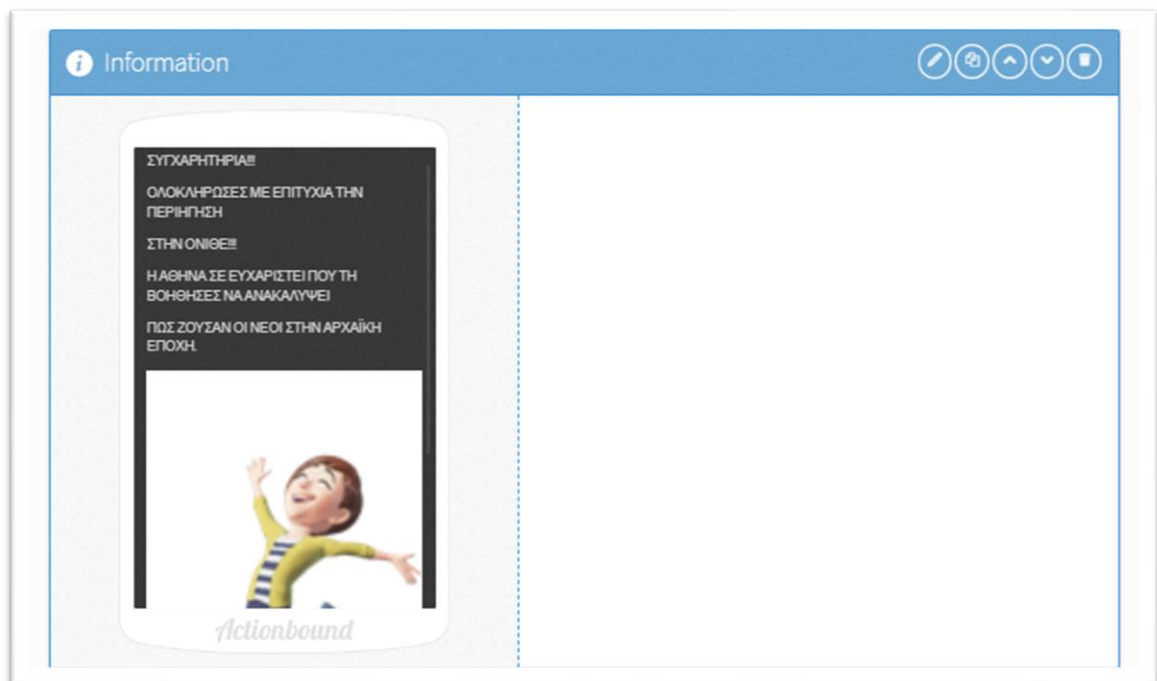 Information
ΣΥΓΧΑΡΗΤΗΡΙΑ!!!
ΟΛΟΚΛΗΡΩΣΕΣ ΜΕ ΕΠΙΤΥΧΙΑ ΤΗΝ
ΠΕΡΙΗΓΗΣΗ
ΣΤΗΝ ΟΝΙΘΕ!!!
Η ΑΘΗΝΑ ΣΕ ΕΥΧΑΡΙΣΤΕΙ ΠΟΥ ΤΗ
ΒΟΗΘΗΣΕΣ ΝΑ ΑΝΑΚΑΛΥΨΕΙ
ΠΩΣ ΖΟΥΣΑΝ ΟΙ ΝΕΟΙ ΣΤΗΝ ΑΡΧΑΪΚΗ
ΕΠΟΧΗ.
Actionbound